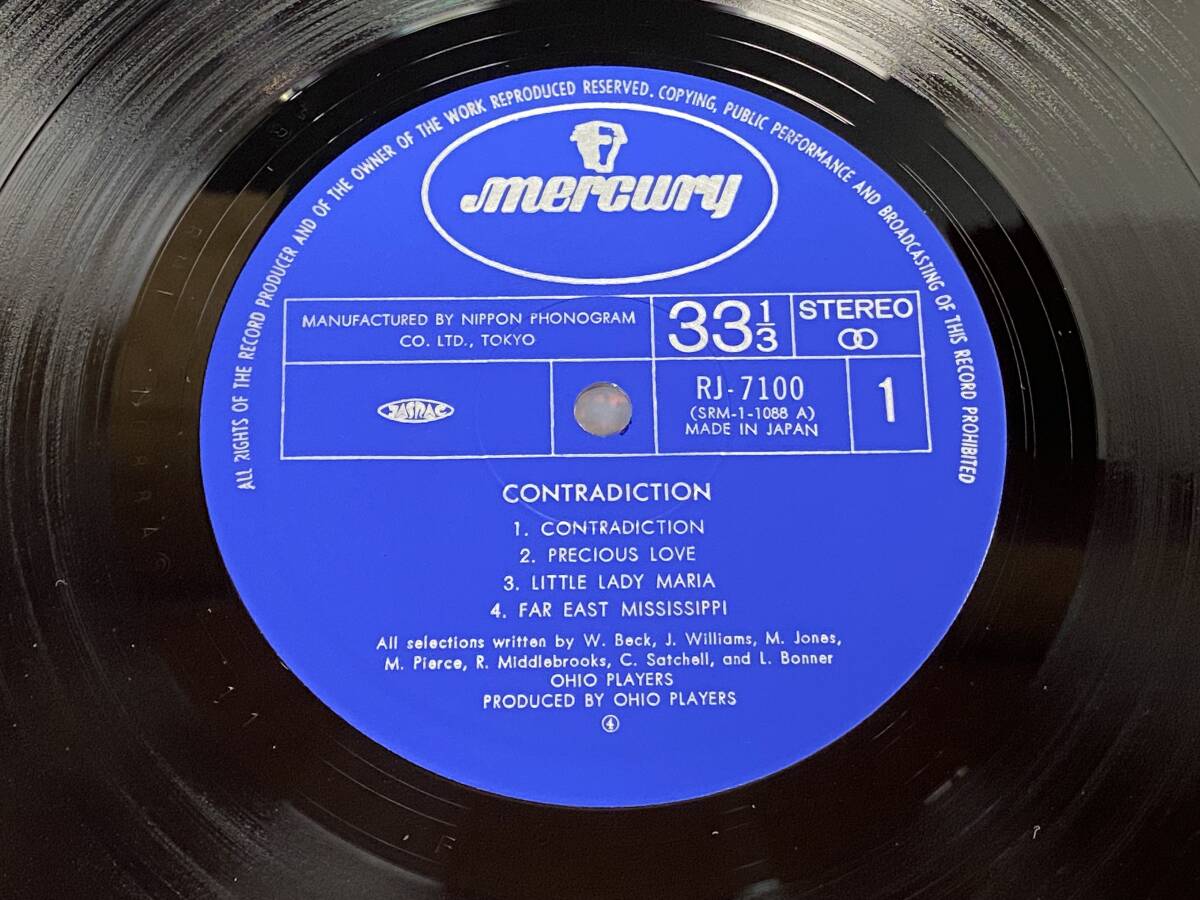 ALL RIGHTS OF THE RECORD PRODUCER AND OF THE OWNER OF THE WORK REPRODUCED RESERVED. COPYING, PUBLIC PERFORMANCE AND BROADCASTING OF THIS RECORD PROHIBITED
mercury
MANUFACTURED BY NIPPON PHONOGRAM
CO. LTD., TOKYO
33 1/3
STEREO
JASRAC
RJ-7100
(SRM-1-1088 A)
MADE IN JAPAN
1
CONTRADICTION
1. CONTRADICTION
2. PRECIOUS LOVE
3. LITTLE LADY MARIA
4. FAR EAST MISSISSIPPI
All selections written by W. Beck, J. Williams, M. Jones,
M. Pierce, R. Middlebrooks, C. Satchell, and L. Bonner
OHIO PLAYERS
PRODUCED BY OHIO PLAYERS
④